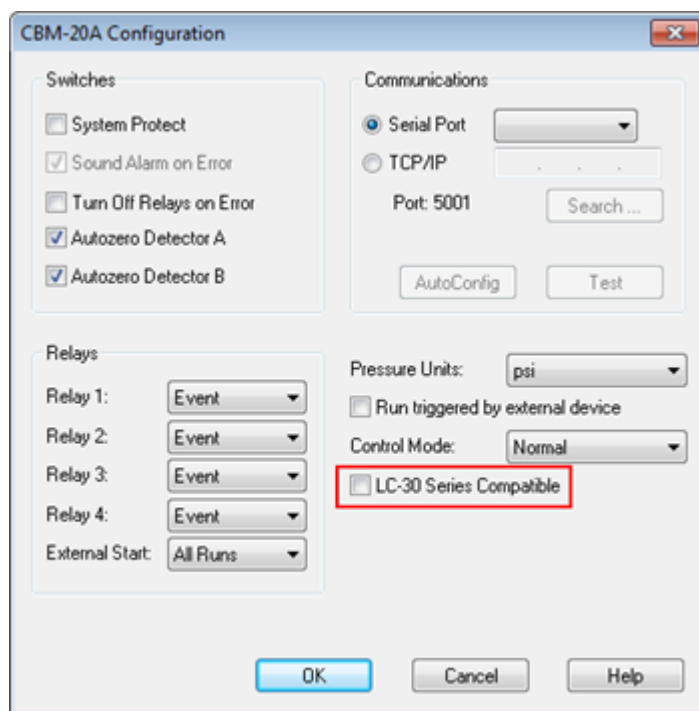 CBM-20A Configuration
Switches
System Protect
Sound Alarm on Error
Turn Off Relays on Error
Autozero Detector A
Autozero Detector B
Communications
Serial Port
TCP/IP . . .
Port: 5001 Search ...
AutoConfig Test
Relays
Relay 1: Event
Relay 2: Event
Relay 3: Event
Relay 4: Event
External Start: All Runs
Pressure Units: psi
Run triggered by external device
Control Mode: Normal
LC-30 Series Compatible
OK Cancel Help